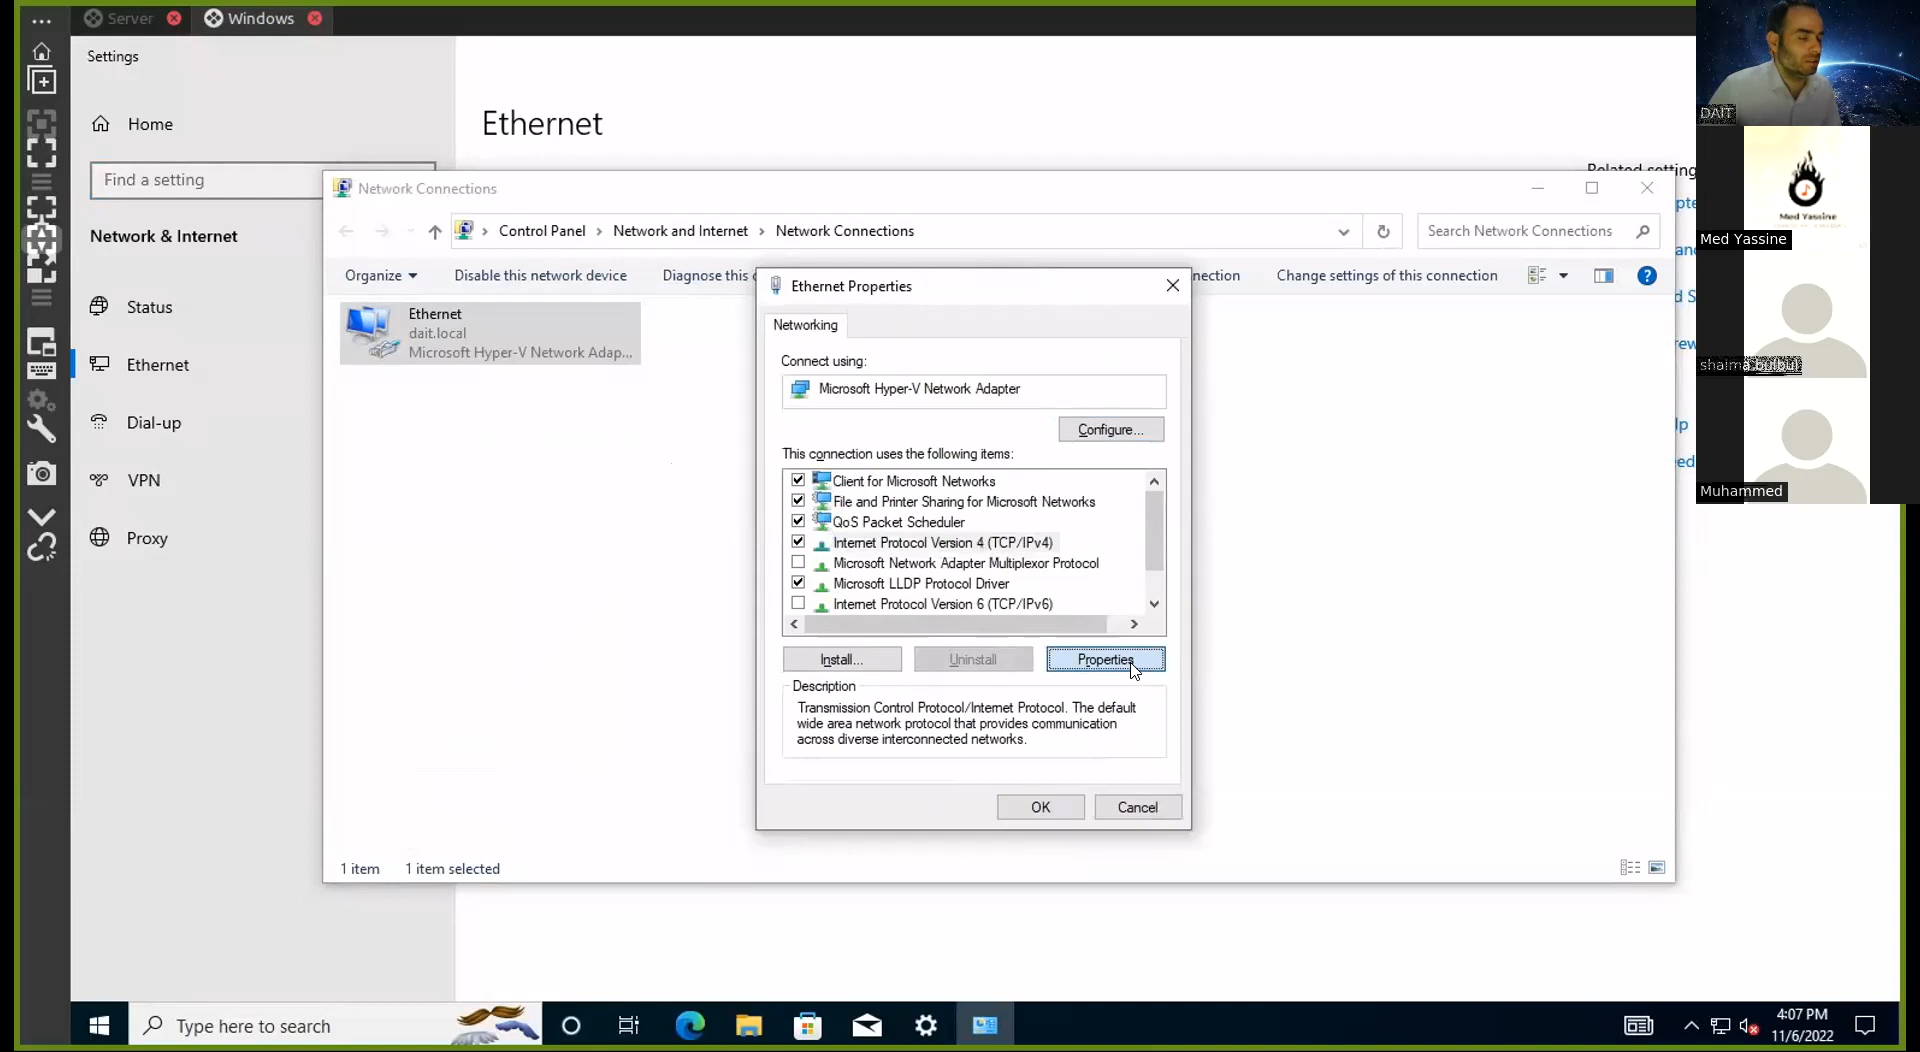 Server
Windows
Settings
Home
Find a setting
Network & Internet
Status
Ethernet
Dial-up
VPN
Proxy
Ethernet
Network Connections
Control Panel
Network and Internet
Network Connections
Search Network Connections
Organize
Disable this network device
Diagnose this
Change settings of this connection
Ethernet
dait.local
Microsoft Hyper-V Network Adap...
Ethernet Properties
Networking
Connect using:
Microsoft Hyper-V Network Adapter
Configure...
This connection uses the following items:
Client for Microsoft Networks
File and Printer Sharing for Microsoft Networks
QoS Packet Scheduler
Internet Protocol Version 4 (TCP/IPv4)
Microsoft Network Adapter Multiplexor Protocol
Microsoft LLDP Protocol Driver
Internet Protocol Version 6 (TCP/IPv6)
Install...
Uninstall
Properties
Description
Transmission Control Protocol/Internet Protocol. The default
wide area network protocol that provides communication
across diverse interconnected networks.
OK
Cancel
1 item
1 item selected
DAIT
Med Yassine
Med Yassine
shaima bulbul
Muhammed
Type here to search
4:07 PM
11/6/2022